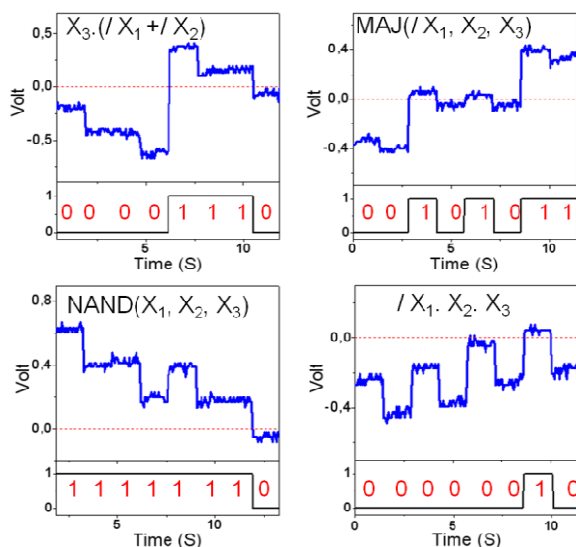 X₃.(/ X₁ +/ X₂)
0,5
0,0
-0,5
Volt
1
0
0 0 0 0 1 1 1 0
5 10
Time (S)
MAJ(/ X₁, X₂, X₃)
0,4
0,0
-0,4
Volt
1
0
0 0 1 0 1 0 1 1
0 5 10
Time (S)
NAND(X₁, X₂, X₃)
0,8
0,4
0,0
Volt
1
0
1 1 1 1 1 1 1 0
5 10
Time (S)
/ X₁. X₂. X₃
0,0
-0,4
Volt
1
0
0 0 0 0 0 0 1 0
0 5 10
Time (S)